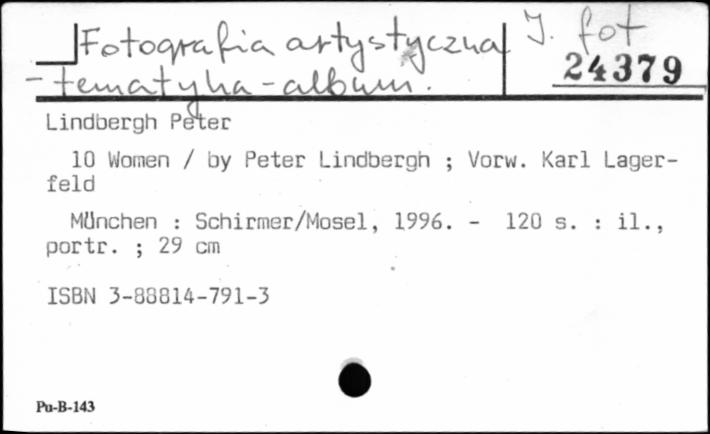 Fotografia artystyczna J. fot
24379
- tematyka - album.
Lindbergh Peter
10 Women / by Peter Lindbergh ; Vorw. Karl Lager-
feld
München : Schirmer/Mosel, 1996. - 120 s. : il.,
portr. ; 29 cm
ISBN 3-88814-791-3
Pu-B-143